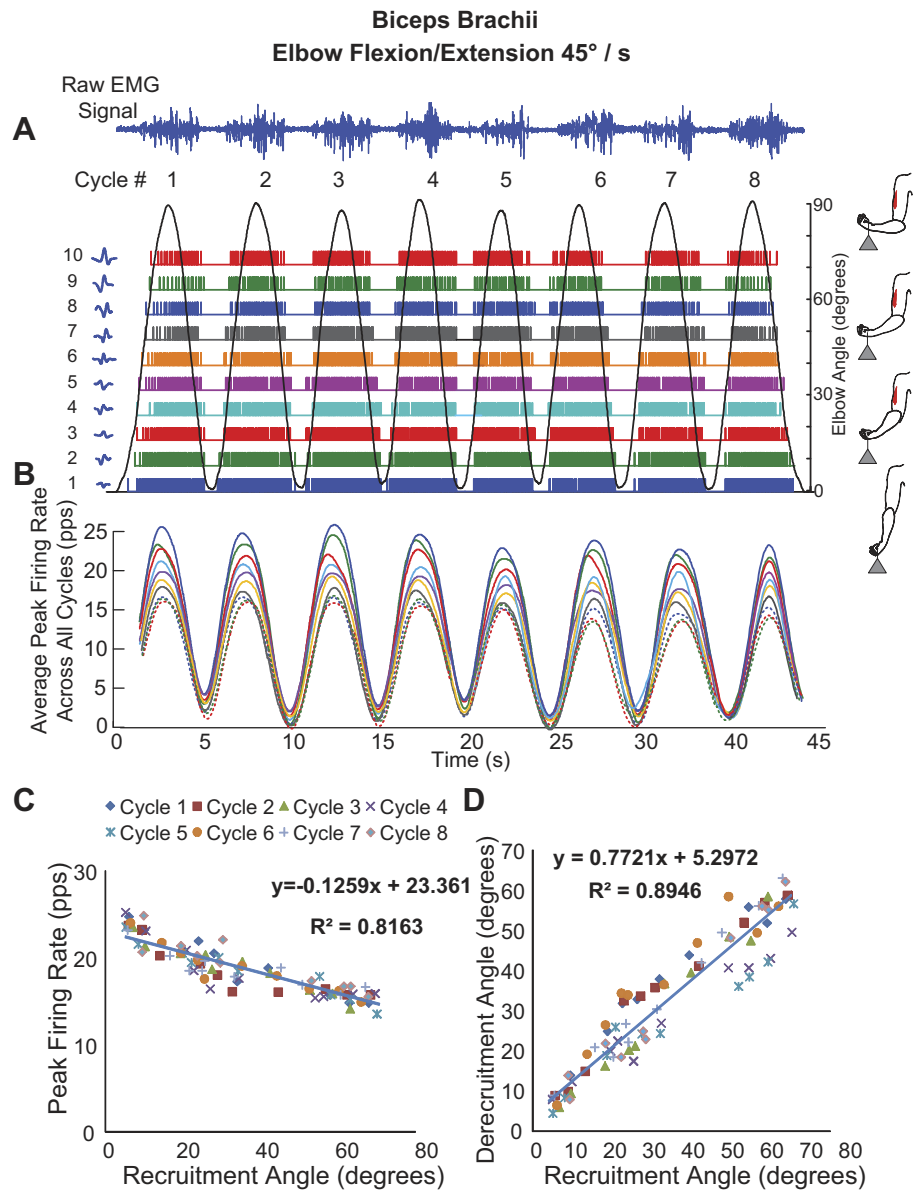 Biceps Brachii
Elbow Flexion/Extension 45° / s
Raw EMG
Signal
A
Cycle # 1 2 3 4 5 6 7 8
10
9
8
7
6
5
4
3
2
1
90
60
30
0
Elbow Angle (degrees)
B
Average Peak Firing Rate
Across All Cycles (pps)
25
20
15
10
5
0
0 5 10 15 20 25 30 35 40 45
Time (s)
C
Cycle 1 Cycle 2 Cycle 3 Cycle 4
Cycle 5 Cycle 6 Cycle 7 Cycle 8
Peak Firing Rate (pps)
30
20
10
0
y=-0.1259x + 23.361
R² = 0.8163
0 20 40 60 80
Recruitment Angle (degrees)
D
Derecruitment Angle (degrees)
70
60
50
40
30
20
10
0
y = 0.7721x + 5.2972
R² = 0.8946
0 10 20 30 40 50 60 70 80
Recruitment Angle (degrees)